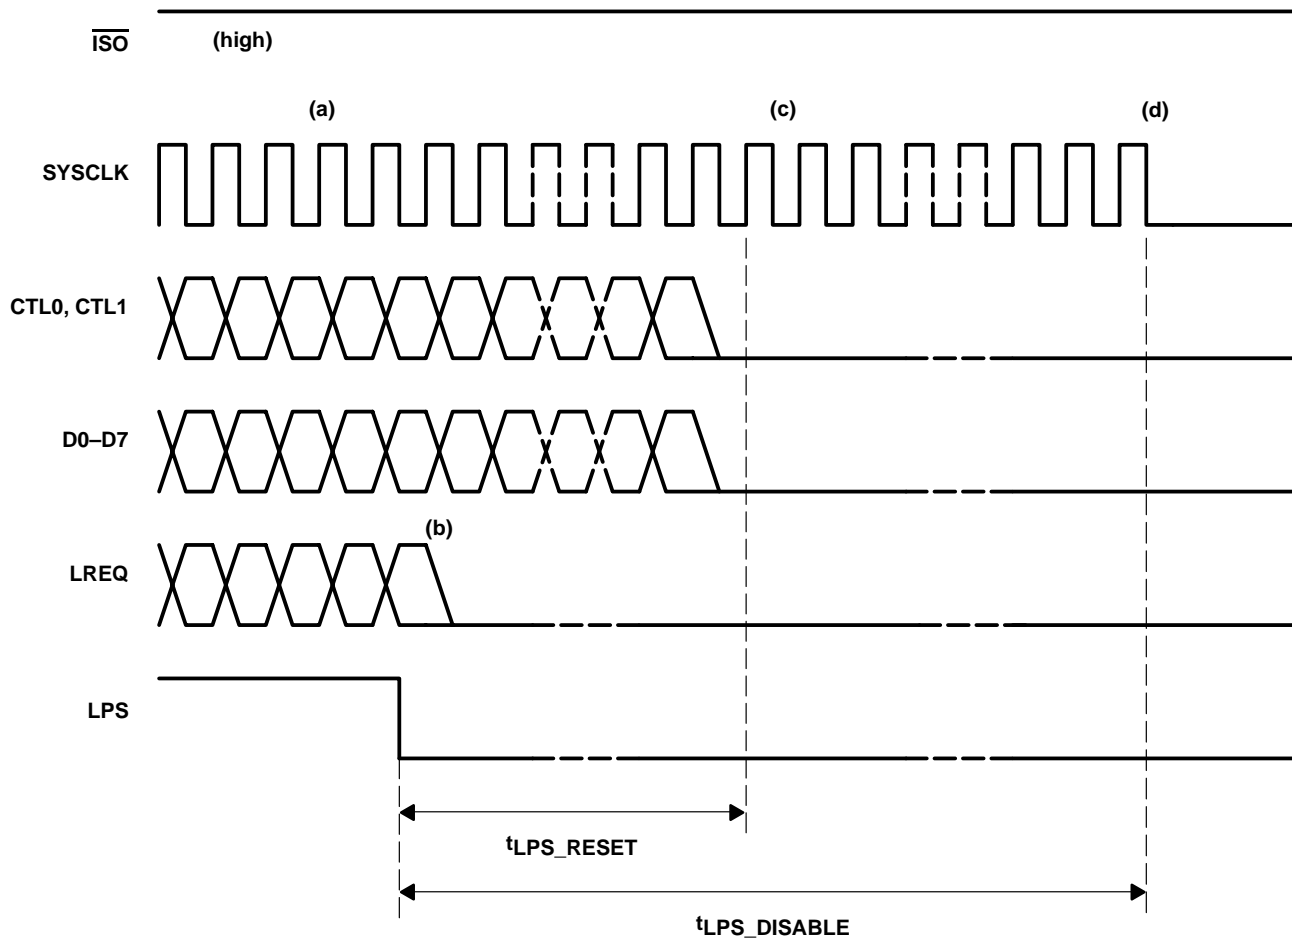 ISO (high)
(a) (c) (d)
SYSCLK
CTL0, CTL1
D0–D7
(b)
LREQ
LPS
tLPS_RESET
tLPS_DISABLE